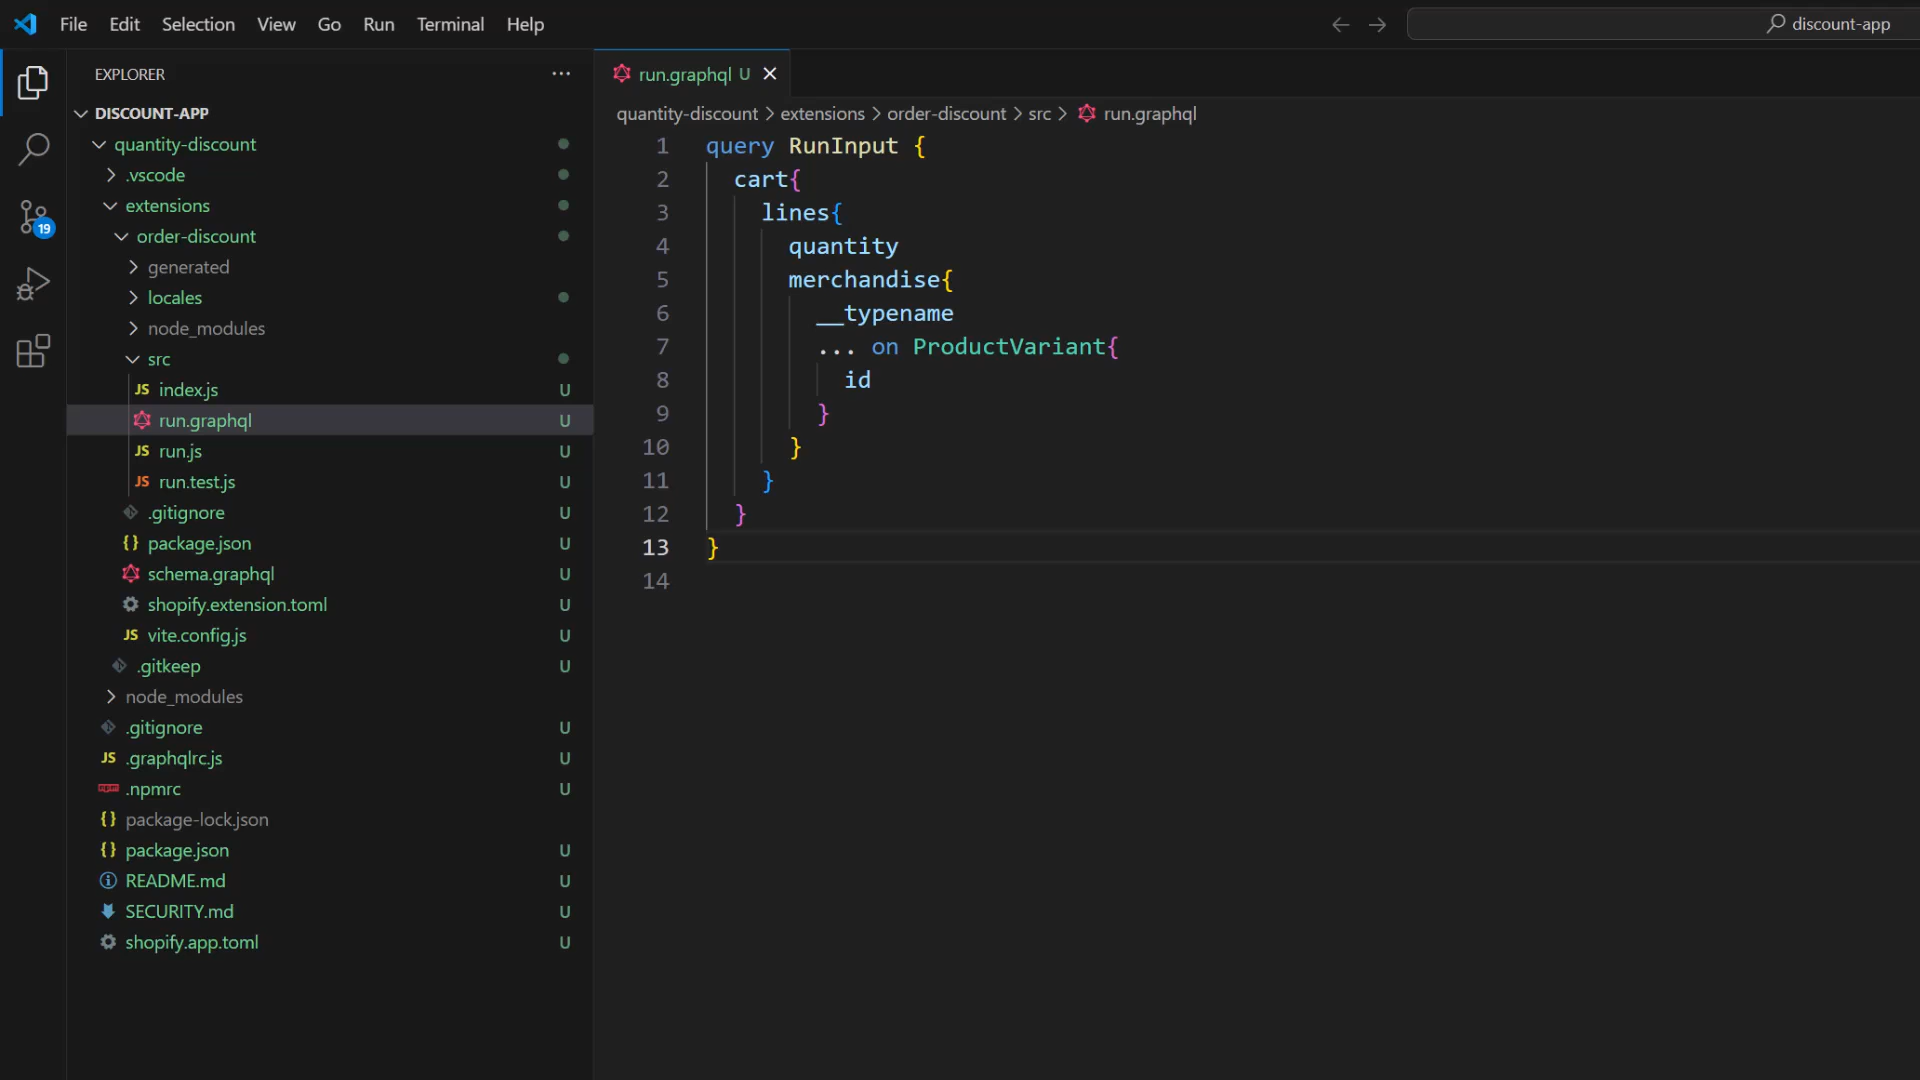 File Edit Selection View Go Run Terminal Help
discount-app
EXPLORER
DISCOUNT-APP
quantity-discount
.vscode
extensions
order-discount
generated
locales
node_modules
src
JS index.js U
run.graphql U
JS run.js U
JS run.test.js U
.gitignore U
{} package.json U
schema.graphql U
shopify.extension.toml U
JS vite.config.js U
.gitkeep U
node_modules
.gitignore U
JS .graphqlrc.js U
.npmrc U
{} package-lock.json
{} package.json U
README.md U
SECURITY.md U
shopify.app.toml U
19
run.graphql U
quantity-discount > extensions > order-discount > src > run.graphql
1 query RunInput {
2 cart{
3 lines{
4 quantity
5 merchandise{
6 __typename
7 ... on ProductVariant{
8 id
9 }
10 }
11 }
12 }
13 }
14